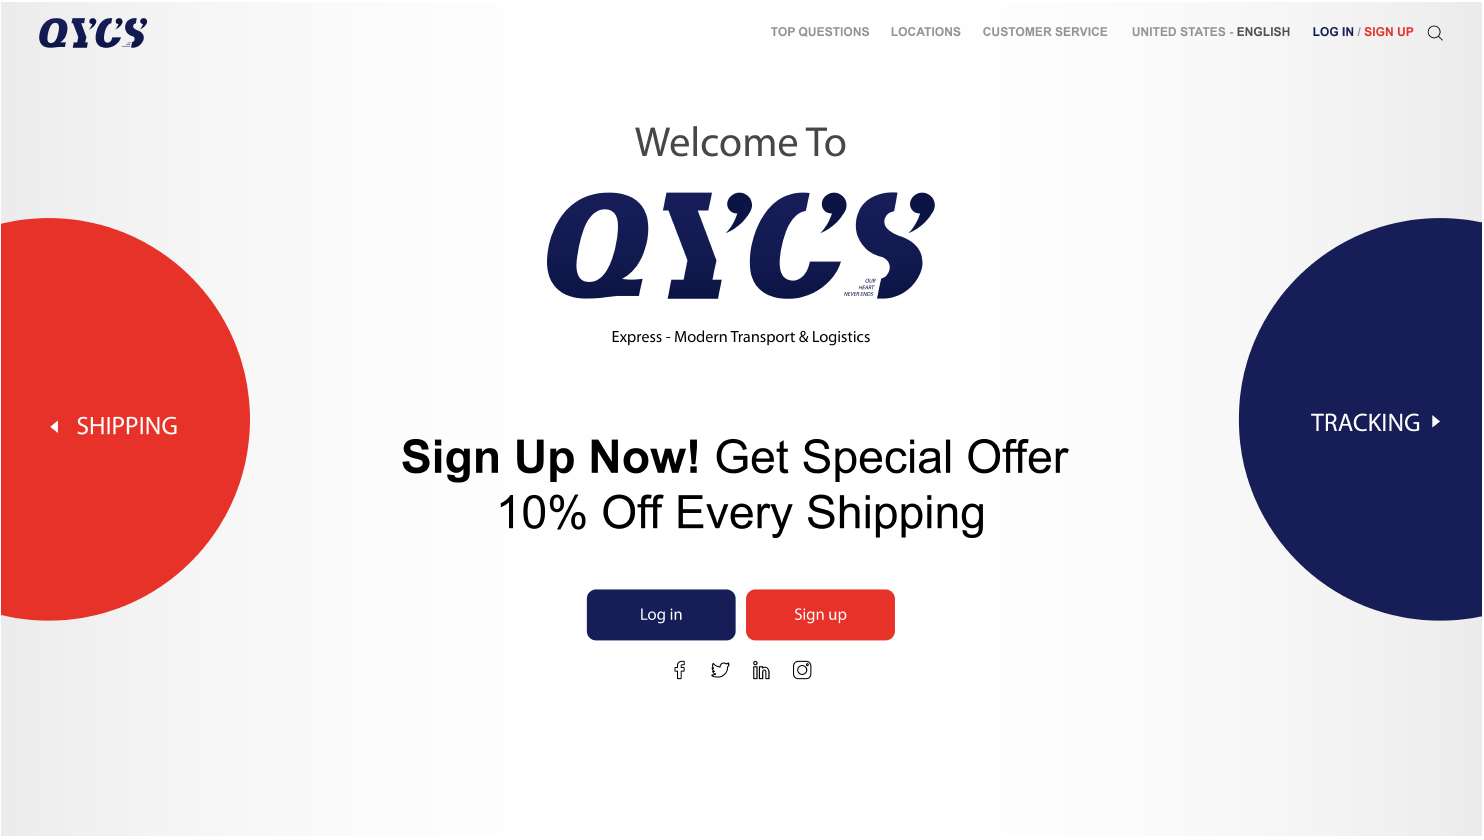 QYCS
TOP QUESTIONS LOCATIONS CUSTOMER SERVICE UNITED STATES - ENGLISH LOG IN / SIGN UP
Welcome To
QYCS
OUR
HEART
NEVER ENDS
Express - Modern Transport & Logistics
SHIPPING
TRACKING
Sign Up Now! Get Special Offer
10% Off Every Shipping
Log in
Sign up